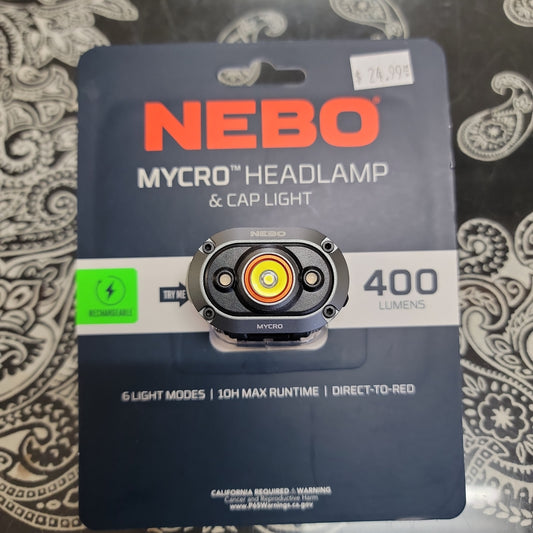 $ 24.99
NEBO®
MYCRO™ HEADLAMP
& CAP LIGHT
NEBO
RECHARGEABLE
TRY ME
400
LUMENS
MYCRO
6 LIGHT MODES | 10H MAX RUNTIME | DIRECT-TO-RED
CALIFORNIA REQUIRED ⚠ WARNING
Cancer and Reproductive Harm
www.P65Warnings.ca.gov